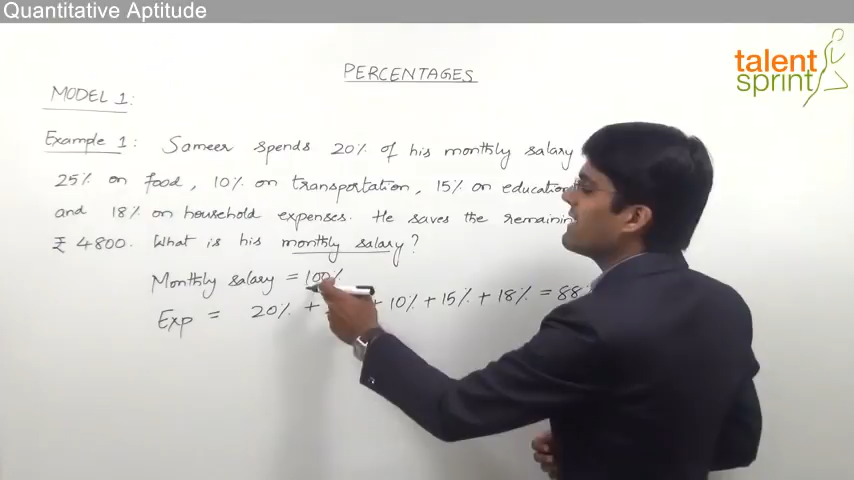 Quantitative Aptitude
talent
sprint
PERCENTAGES
MODEL 1:
Example 1: Sameer spends 20% of his monthly salary
25% on food, 10% on transportation, 15% on education
and 18% on household expenses. He saves the remainin
₹ 4800. What is his monthly salary?
Monthly salary = 100%
Exp = 20% + + 10% + 15% + 18% = 88%